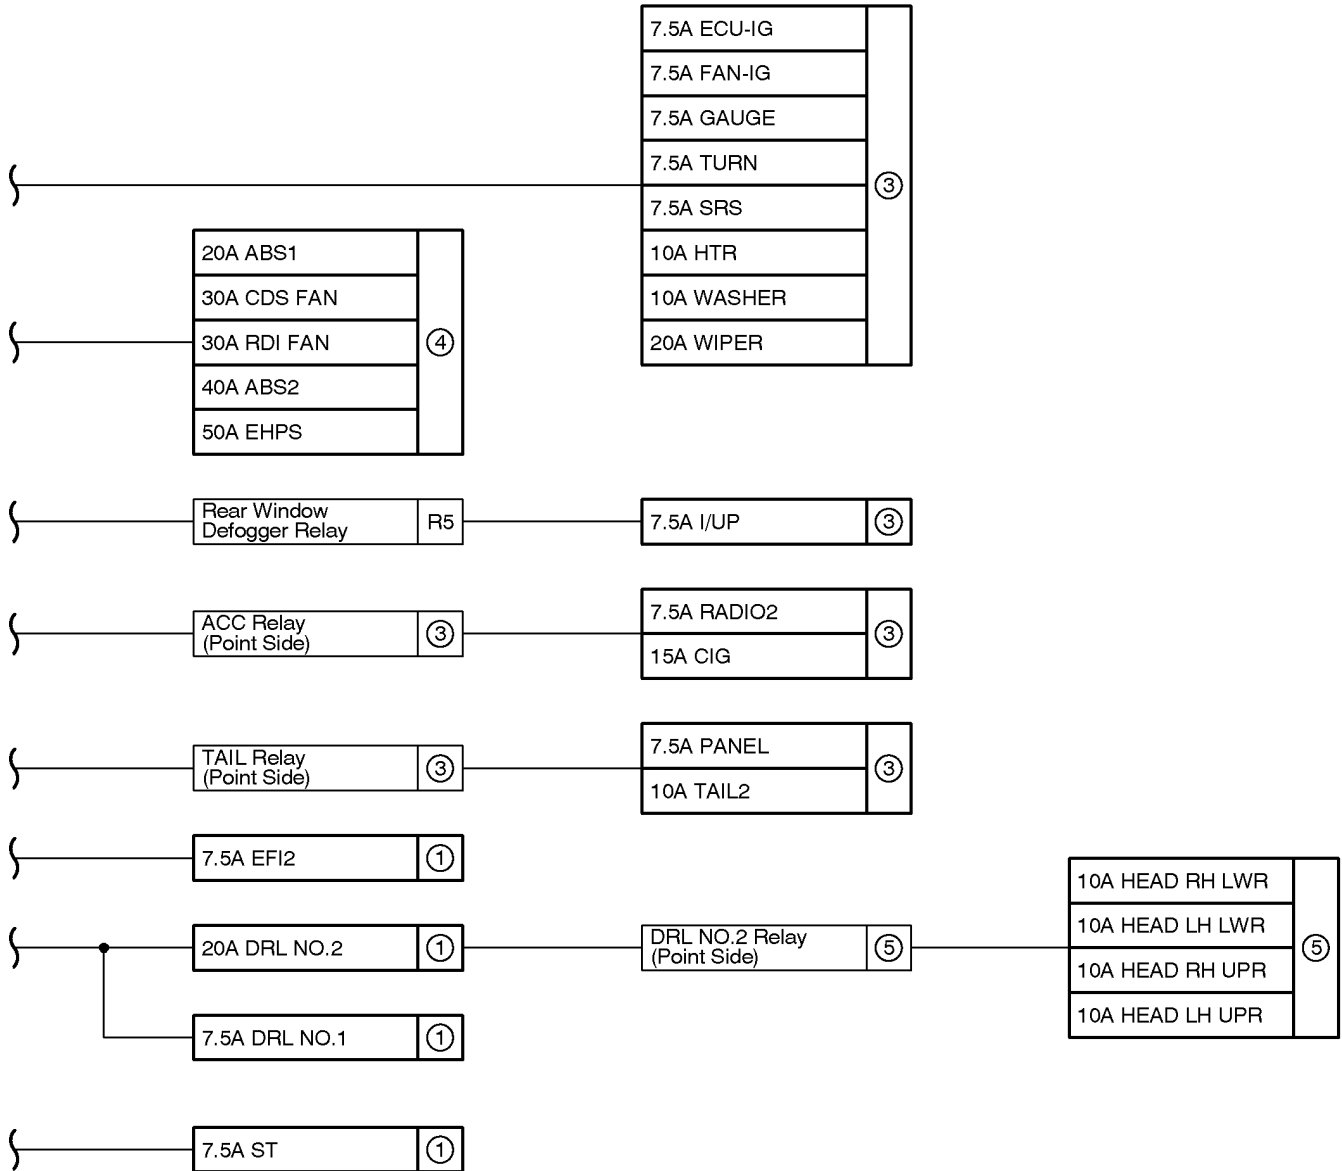 7.5A ECU-IG
7.5A FAN-IG
7.5A GAUGE
7.5A TURN
7.5A SRS
10A HTR
10A WASHER
20A WIPER
③
20A ABS1
30A CDS FAN
30A RDI FAN
40A ABS2
50A EHPS
④
Rear Window
Defogger Relay
R5
7.5A I/UP
③
ACC Relay
(Point Side)
③
7.5A RADIO2
15A CIG
③
TAIL Relay
(Point Side)
③
7.5A PANEL
10A TAIL2
③
7.5A EFI2
①
20A DRL NO.2
①
DRL NO.2 Relay
(Point Side)
⑤
10A HEAD RH LWR
10A HEAD LH LWR
10A HEAD RH UPR
10A HEAD LH UPR
⑤
7.5A DRL NO.1
①
7.5A ST
①